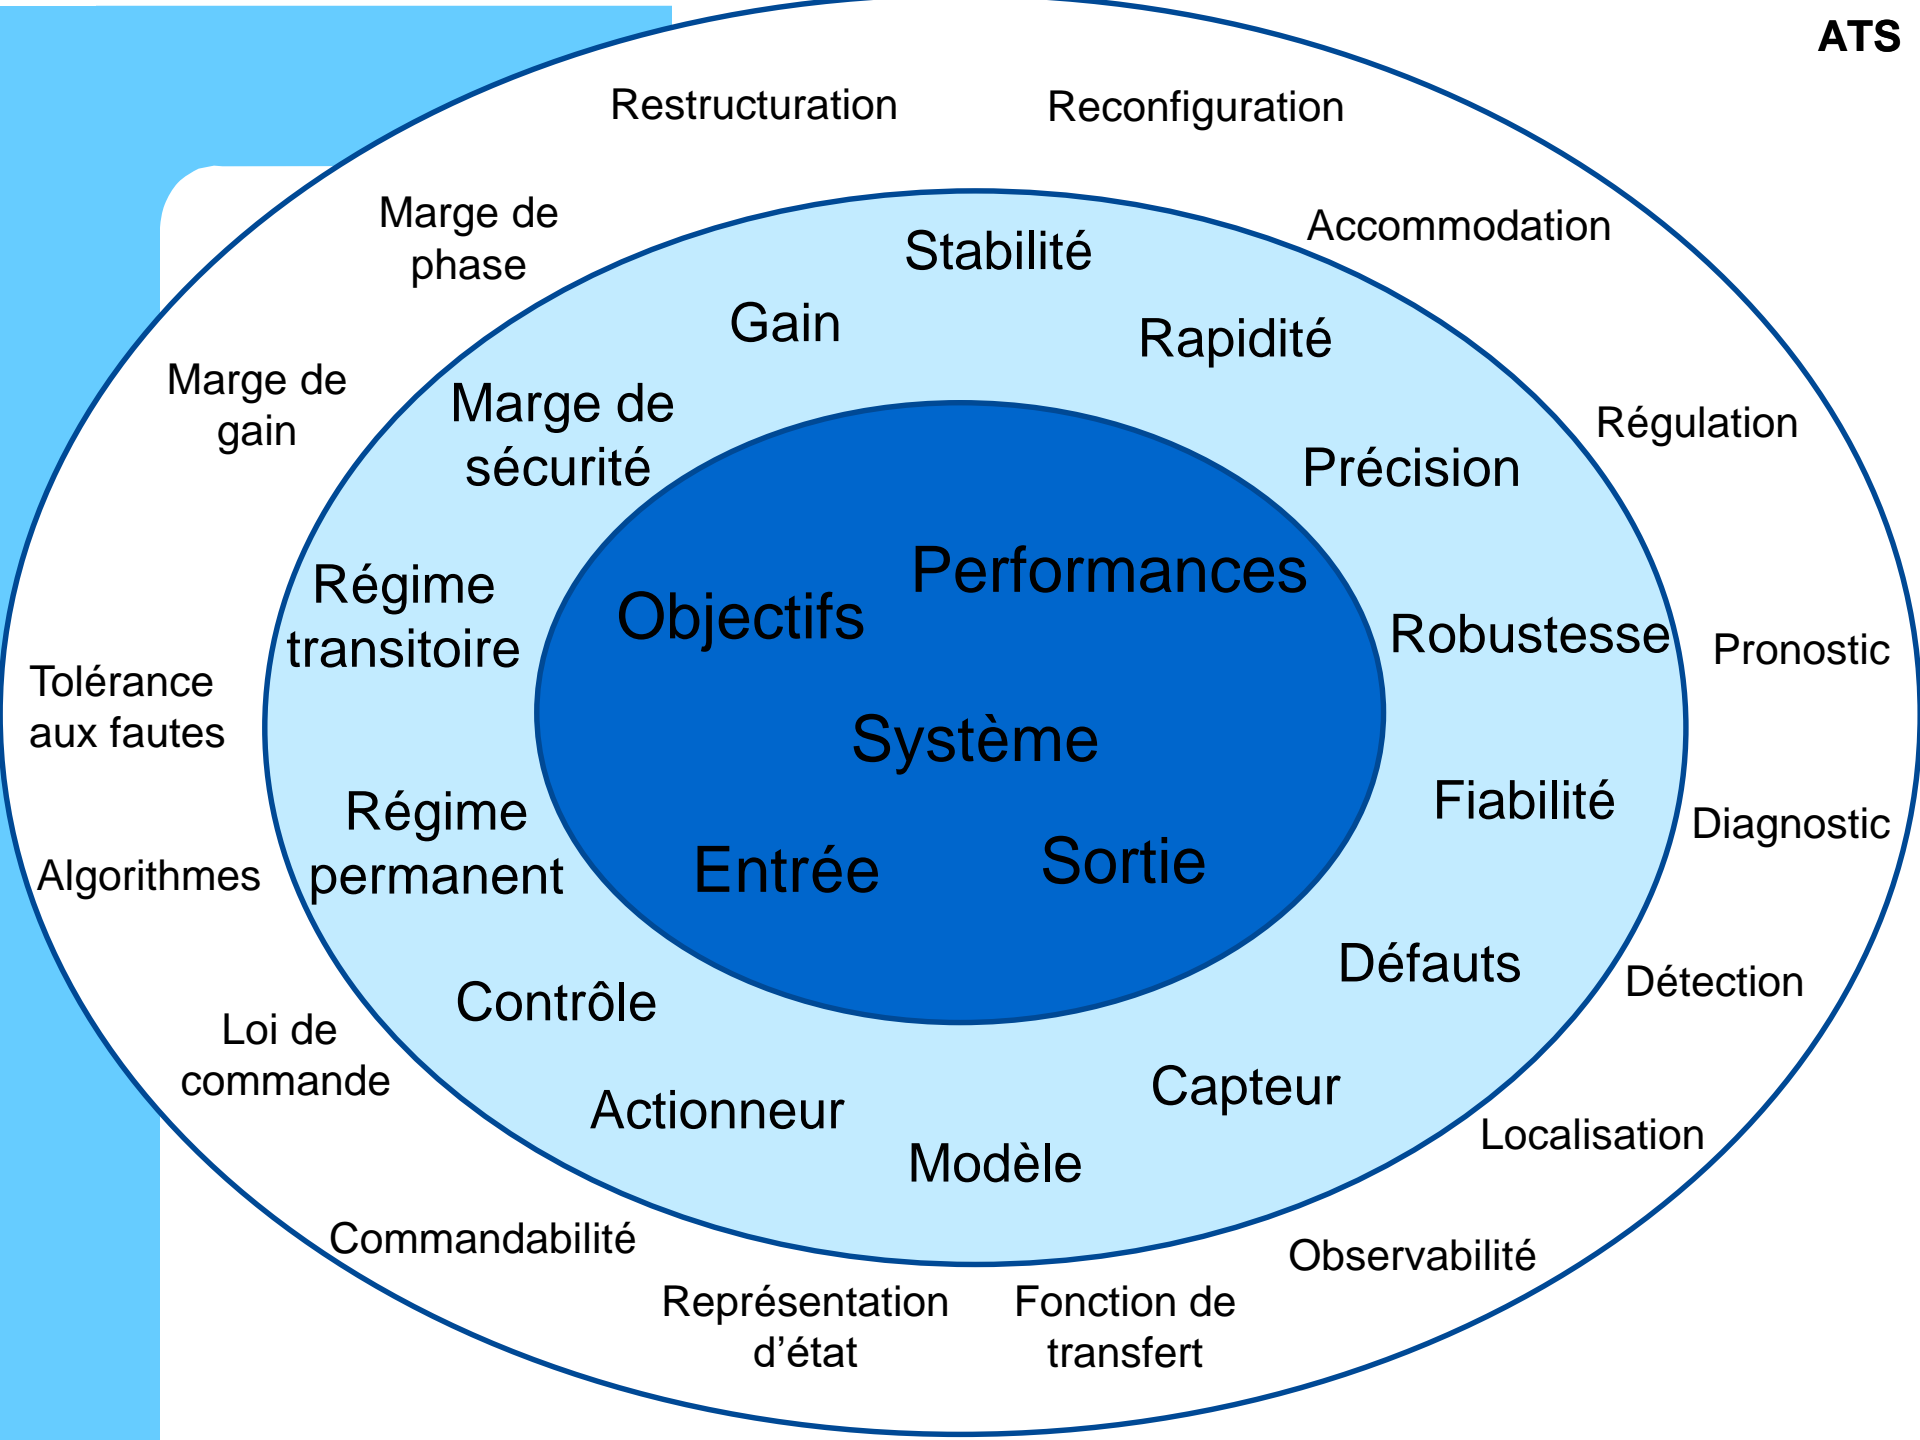 ATS
Restructuration
Reconfiguration
Marge de
phase
Accommodation
Stabilité
Gain
Rapidité
Marge de
gain
Marge de
sécurité
Régulation
Précision
Performances
Objectifs
Régime
transitoire
Robustesse
Pronostic
Tolérance
aux fautes
Système
Régime
permanent
Fiabilité
Diagnostic
Algorithmes
Entrée
Sortie
Défauts
Détection
Contrôle
Loi de
commande
Actionneur
Capteur
Modèle
Localisation
Commandabilité
Observabilité
Représentation
d'état
Fonction de
transfert